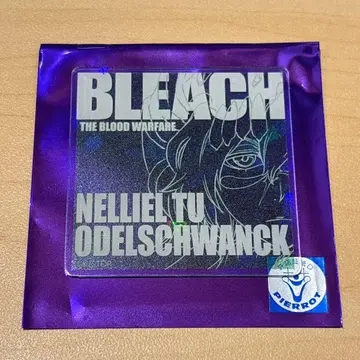 BLEACH
THE BLOOD WARFARE
NELLIEL TU
ODELSCHWANCK
PIERROT